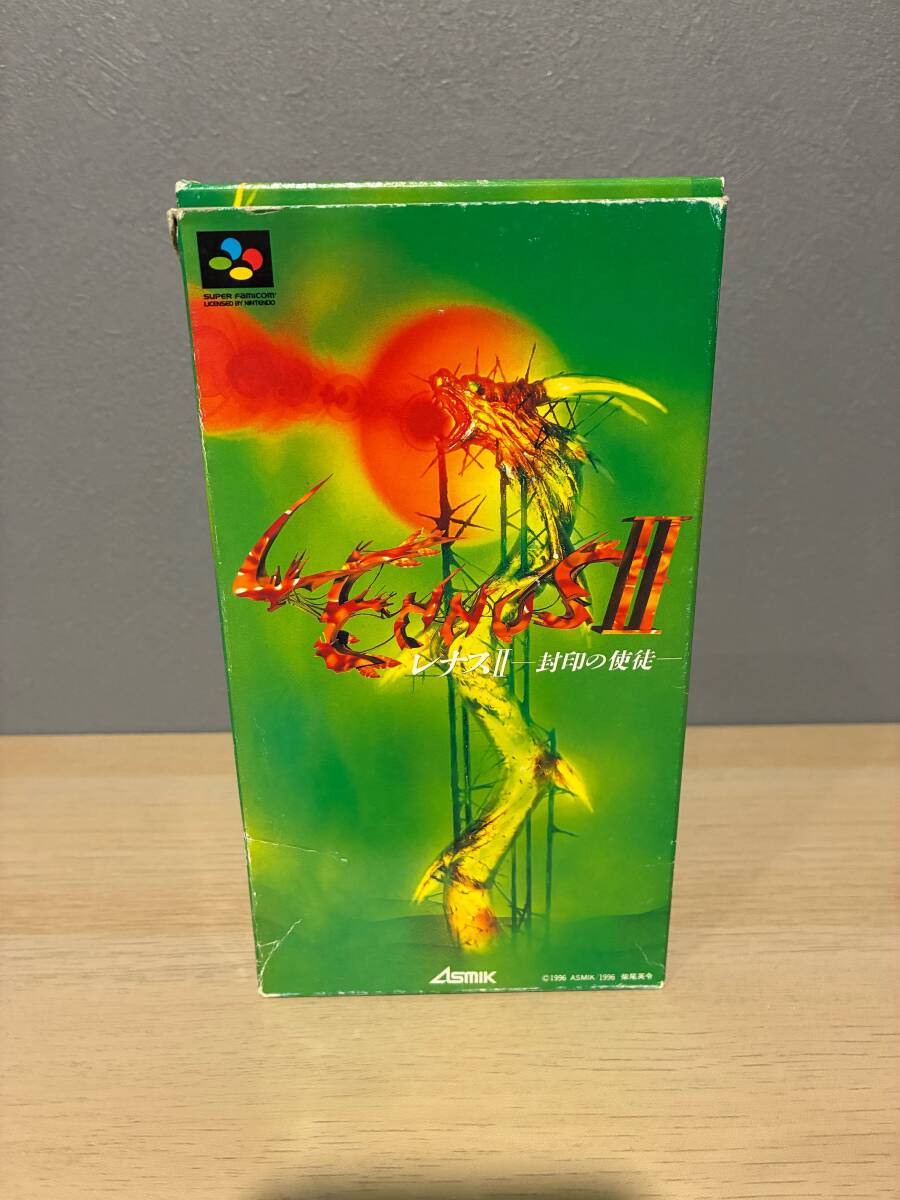 SUPER FAMICOM
LICENSED BY NINTENDO
LENNUS II
レナスII―封印の使徒―
ASMIK
©1996 ASMIK/1996 柴尾英令